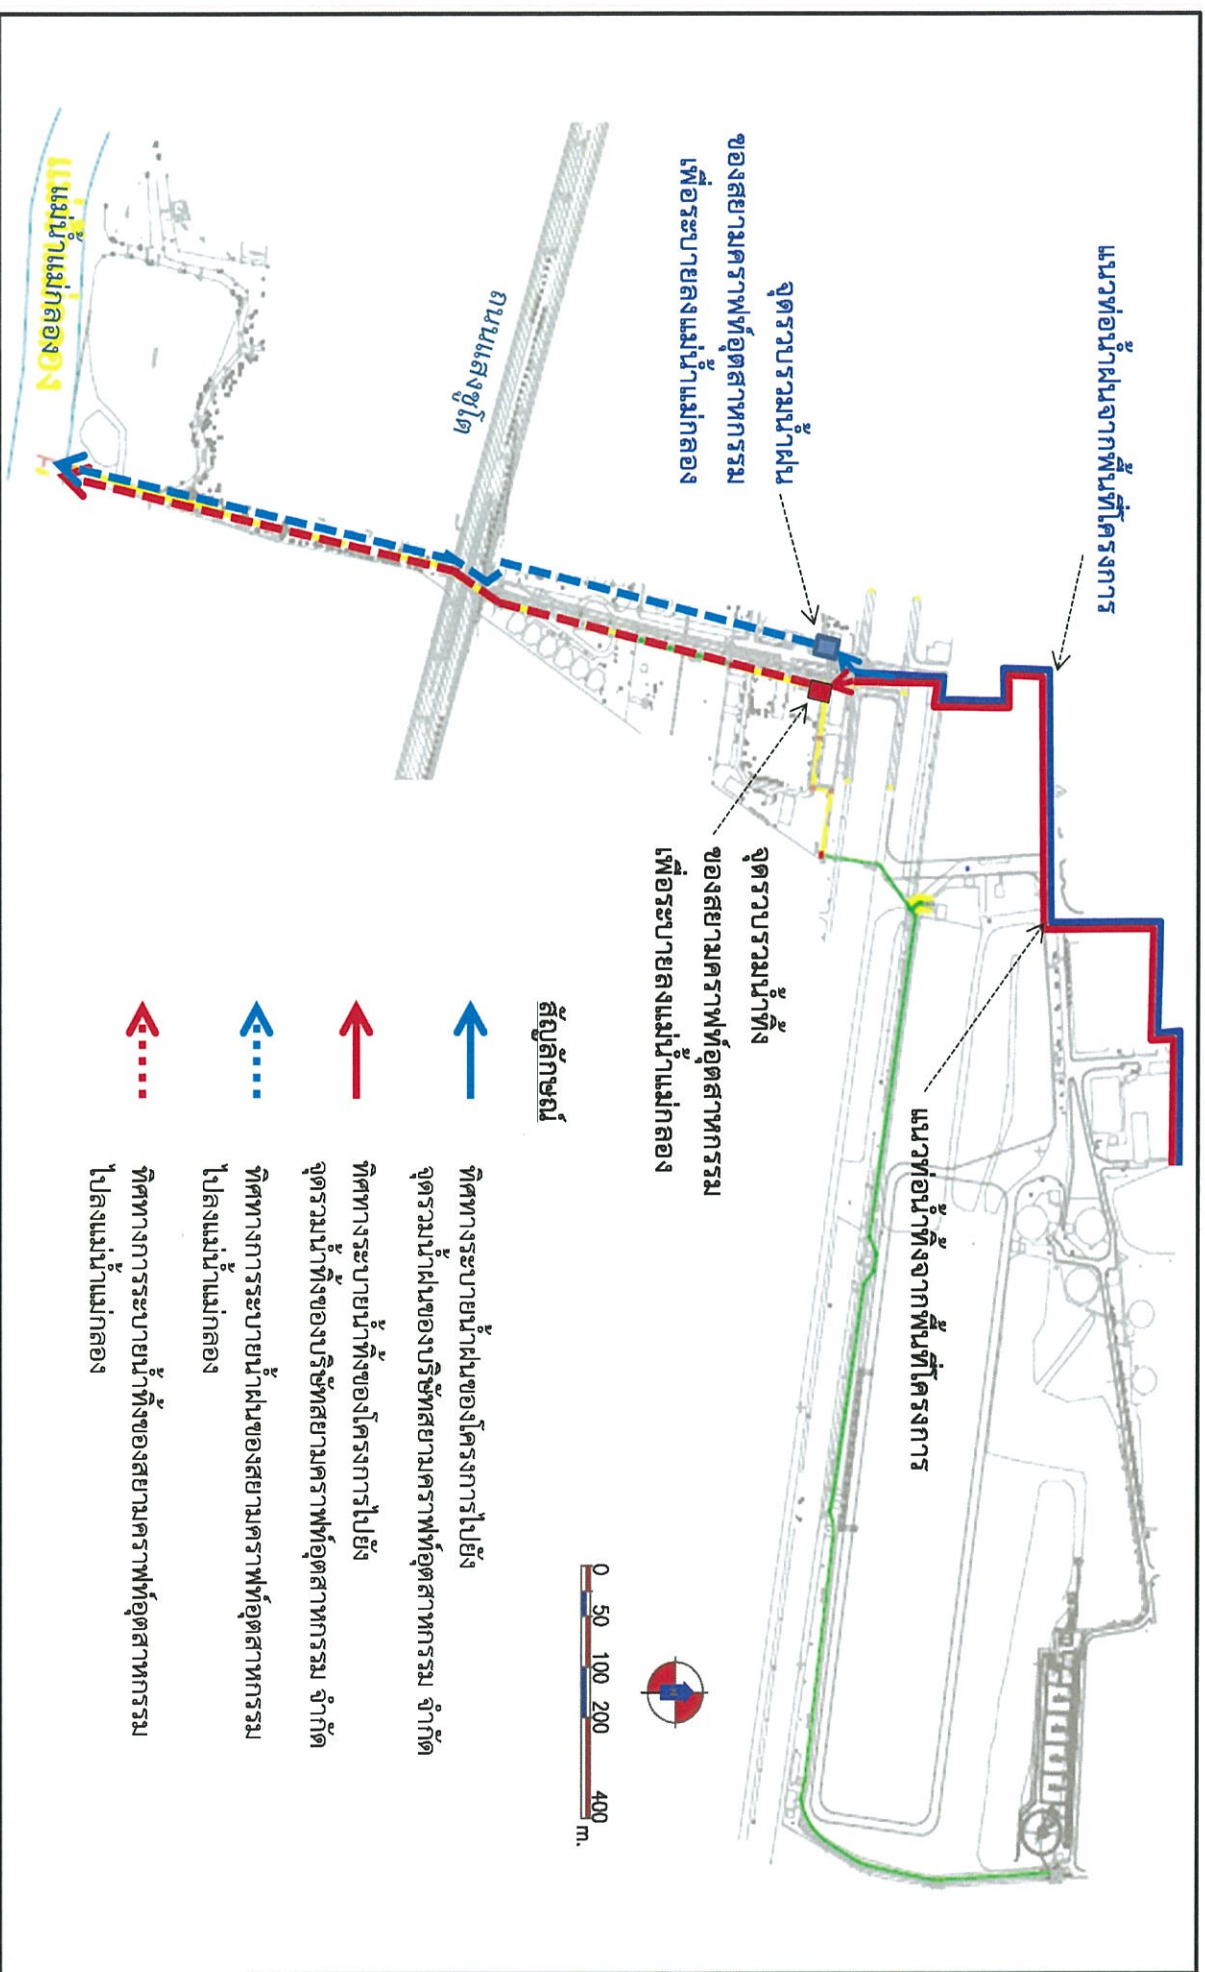 แนวท่อน้ำฝนจากพื้นที่โครงการ
จุดรวบรวมน้ำฝน
ของสยามคราฟท์อุตสาหกรรม
เพื่อระบายลงแม่น้ำแม่กลอง
ถนนแสงชูโต
แม่น้ำแม่กลอง
แนวท่อน้ำทิ้งจากพื้นที่โครงการ
จุดรวบรวมน้ำทิ้ง
ของสยามคราฟท์อุตสาหกรรม
เพื่อระบายลงแม่น้ำแม่กลอง
0 50 100 200 400 m.
สัญลักษณ์
ทิศทางระบายน้ำฝนของโครงการไปยัง
จุดรวมน้ำฝนของบริษัทสยามคราฟท์อุตสาหกรรม จำกัด
ทิศทางระบายน้ำทิ้งของโครงการไปยัง
จุดรวมน้ำทิ้งของบริษัทสยามคราฟท์อุตสาหกรรม จำกัด
ทิศทางการระบายน้ำฝนของสยามคราฟท์อุตสาหกรรม
ไปลงแม่น้ำแม่กลอง
ทิศทางการระบายน้ำทิ้งของสยามคราฟท์อุตสาหกรรม
ไปลงแม่น้ำแม่กลอง